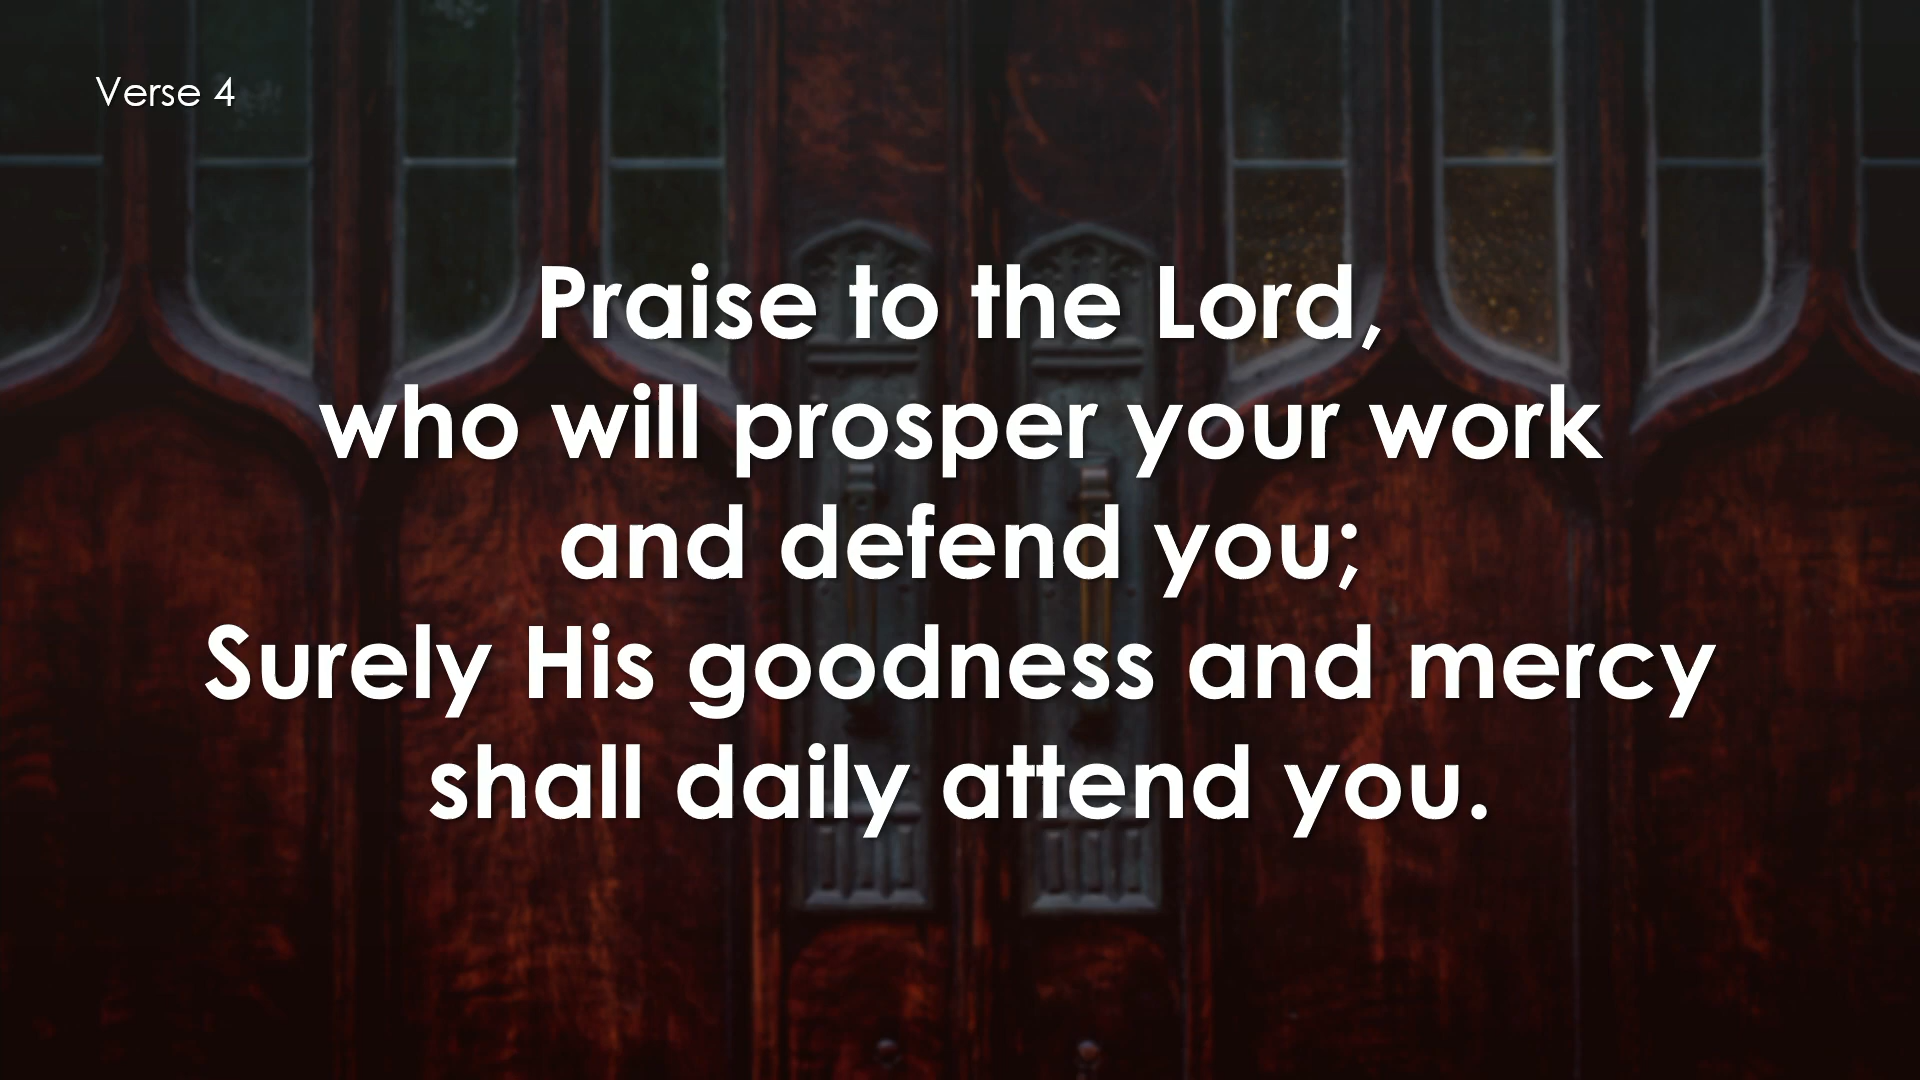 Verse 4
Praise to the Lord,
who will prosper your work
and defend you;
Surely His goodness and mercy
shall daily attend you.